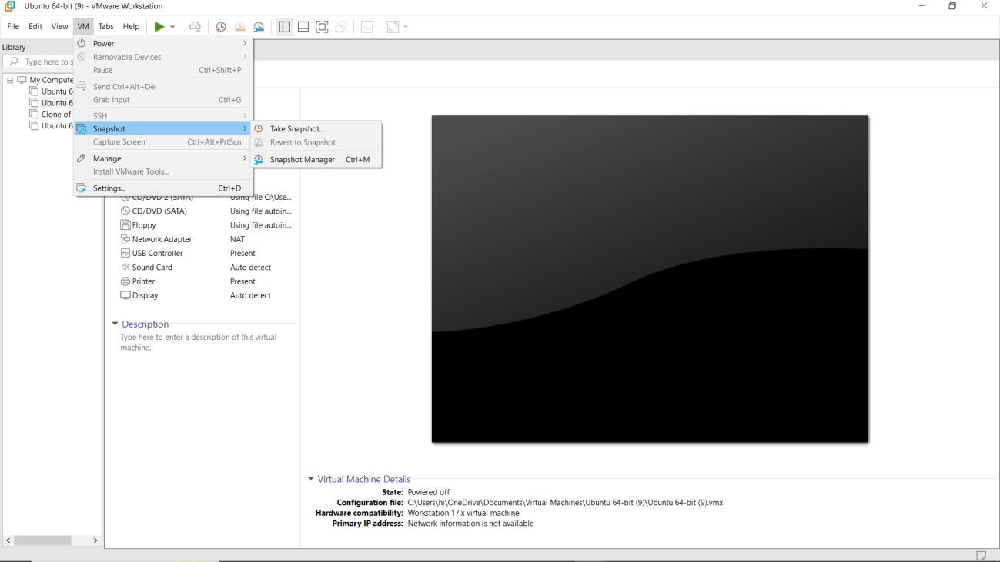 Ubuntu 64-bit (9) - VMware Workstation
File Edit View VM Tabs Help
Library
Type here to s
My Compute
Ubuntu 6
Ubuntu 6
Clone of
Ubuntu 6
Power
Removable Devices
Pause Ctrl+Shift+P
Send Ctrl+Alt+Del
Grab Input Ctrl+G
SSH
Snapshot
Capture Screen Ctrl+Alt+PrtScn
Manage
Install VMware Tools...
Settings... Ctrl+D
Take Snapshot...
Revert to Snapshot
Snapshot Manager Ctrl+M
CD/DVD 2 (SATA) Using file C:\Use...
CD/DVD (SATA) Using file autoin...
Floppy Using file autoin...
Network Adapter NAT
USB Controller Present
Sound Card Auto detect
Printer Present
Display Auto detect
Description
Type here to enter a description of this virtual
machine.
Virtual Machine Details
State: Powered off
Configuration file: C:\Users\hi\OneDrive\Documents\Virtual Machines\Ubuntu 64-bit (9)\Ubuntu 64-bit (9).vmx
Hardware compatibility: Workstation 17.x virtual machine
Primary IP address: Network information is not available